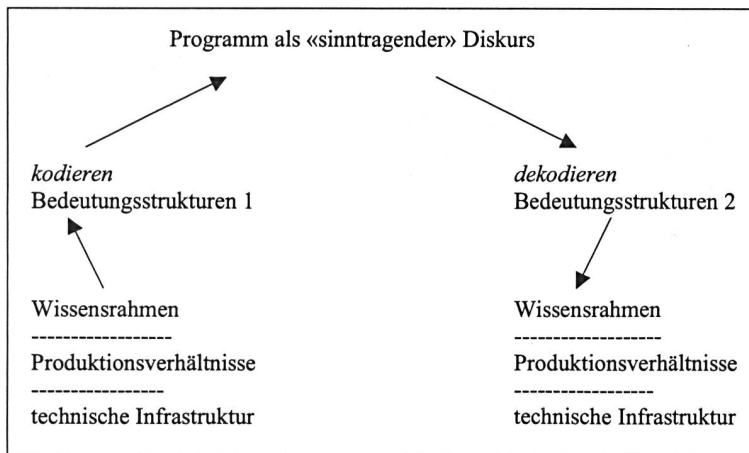 Programm als «sinntragender» Diskurs
kodieren
Bedeutungsstrukturen 1
dekodieren
Bedeutungsstrukturen 2
Wissensrahmen
------------------
Produktionsverhältnisse
-----------------
technische Infrastruktur
Wissensrahmen
-------------------
Produktionsverhältnisse
------------------
technische Infrastruktur